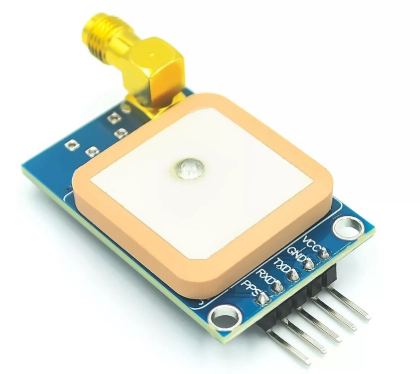 VCC
GND
TXD
RXD
PPS